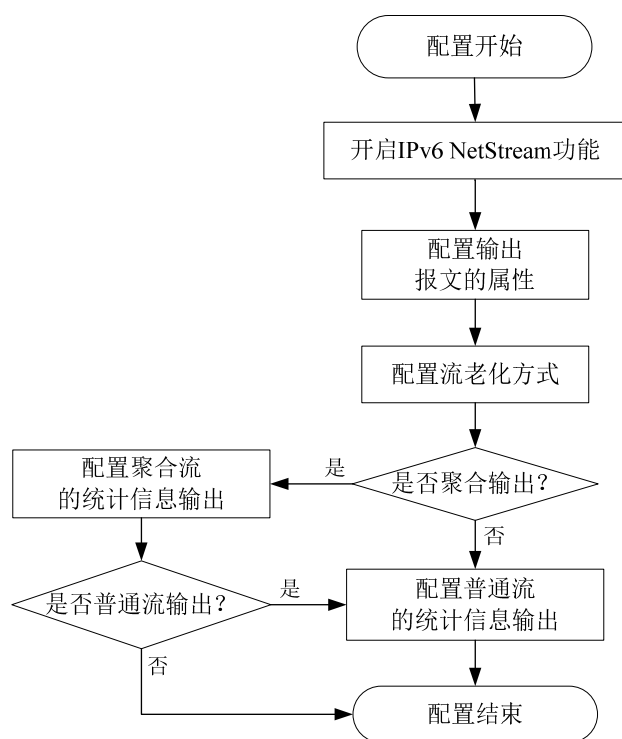 配置开始
开启IPv6 NetStream功能
配置输出
报文的属性
配置流老化方式
是否聚合输出?
是
配置聚合流
的统计信息输出
否
是否普通流输出?
是
配置普通流
的统计信息输出
否
配置结束